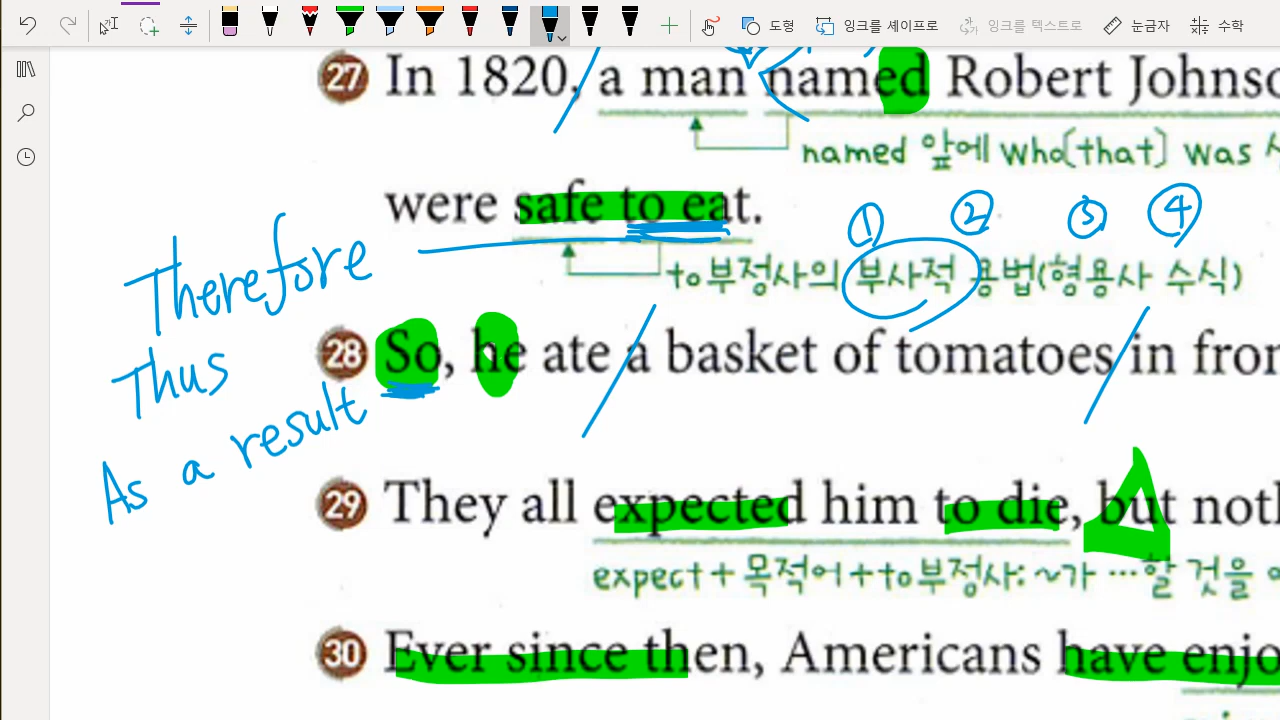 도형 잉크를 셰이프로 잉크를 텍스트로 눈금자 수학
27 In 1820, a man named Robert Johnso
named 앞에 who(that) was
were safe to eat.
① ② ③ ④
to부정사의 부사적 용법(형용사 수식)
Therefore
Thus
As a result
28 So, he ate a basket of tomatoes in fron
29 They all expected him to die, but noth
expect + 목적어 + to부정사: ~가 …할 것을
30 Ever since then, Americans have enjo